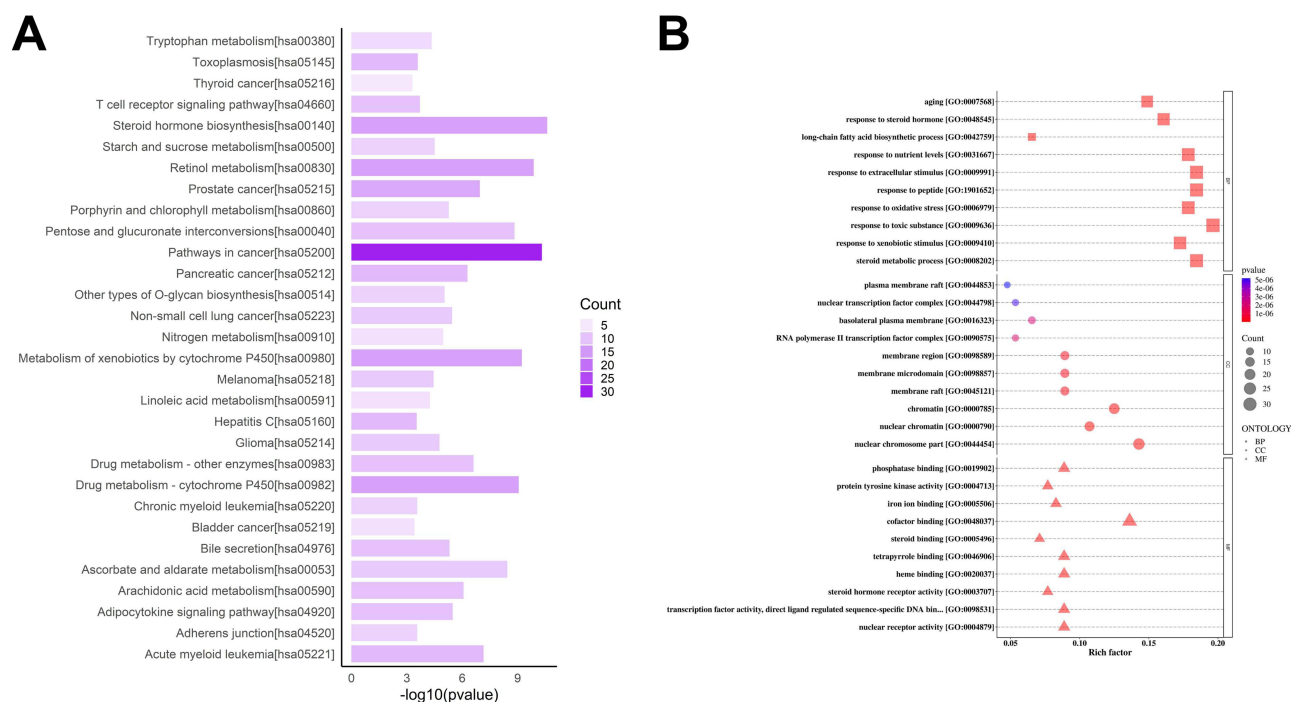 A
Tryptophan metabolism[hsa00380]
Toxoplasmosis[hsa05145]
Thyroid cancer[hsa05216]
T cell receptor signaling pathway[hsa04660]
Steroid hormone biosynthesis[hsa00140]
Starch and sucrose metabolism[hsa00500]
Retinol metabolism[hsa00830]
Prostate cancer[hsa05215]
Porphyrin and chlorophyll metabolism[hsa00860]
Pentose and glucuronate interconversions[hsa00040]
Pathways in cancer[hsa05200]
Pancreatic cancer[hsa05212]
Other types of O-glycan biosynthesis[hsa00514]
Non-small cell lung cancer[hsa05223]
Nitrogen metabolism[hsa00910]
Metabolism of xenobiotics by cytochrome P450[hsa00980]
Melanoma[hsa05218]
Linoleic acid metabolism[hsa00591]
Hepatitis C[hsa05160]
Glioma[hsa05214]
Drug metabolism - other enzymes[hsa00983]
Drug metabolism - cytochrome P450[hsa00982]
Chronic myeloid leukemia[hsa05220]
Bladder cancer[hsa05219]
Bile secretion[hsa04976]
Ascorbate and aldarate metabolism[hsa00053]
Arachidonic acid metabolism[hsa00590]
Adipocytokine signaling pathway[hsa04920]
Adherens junction[hsa04520]
Acute myeloid leukemia[hsa05221]
0 3 6 9
-log10(pvalue)
Count
5
10
15
20
25
30
B
aging [GO:0007568]
response to steroid hormone [GO:0048545]
long-chain fatty acid biosynthetic process [GO:0042759]
response to nutrient levels [GO:0031667]
response to extracellular stimulus [GO:0009991]
response to peptide [GO:1901652]
response to oxidative stress [GO:0006979]
response to toxic substance [GO:0009636]
response to xenobiotic stimulus [GO:0009410]
steroid metabolic process [GO:0008202]
BP
plasma membrane raft [GO:0044853]
nuclear transcription factor complex [GO:0044798]
basolateral plasma membrane [GO:0016323]
RNA polymerase II transcription factor complex [GO:0090575]
membrane region [GO:0098589]
membrane microdomain [GO:0098857]
membrane raft [GO:0045121]
chromatin [GO:0000785]
nuclear chromatin [GO:0000790]
nuclear chromosome part [GO:0044454]
CC
phosphatase binding [GO:0019902]
protein tyrosine kinase activity [GO:0004713]
iron ion binding [GO:0005506]
cofactor binding [GO:0048037]
steroid binding [GO:0005496]
tetrapyrrole binding [GO:0046906]
heme binding [GO:0020037]
steroid hormone receptor activity [GO:0003707]
transcription factor activity, direct ligand regulated sequence-specific DNA bin... [GO:0098531]
nuclear receptor activity [GO:0004879]
MF
0.05 0.10 0.15 0.20
Rich factor
pvalue
5e-06
4e-06
3e-06
2e-06
1e-06
Count
10
15
20
25
30
ONTOLOGY
BP
CC
MF